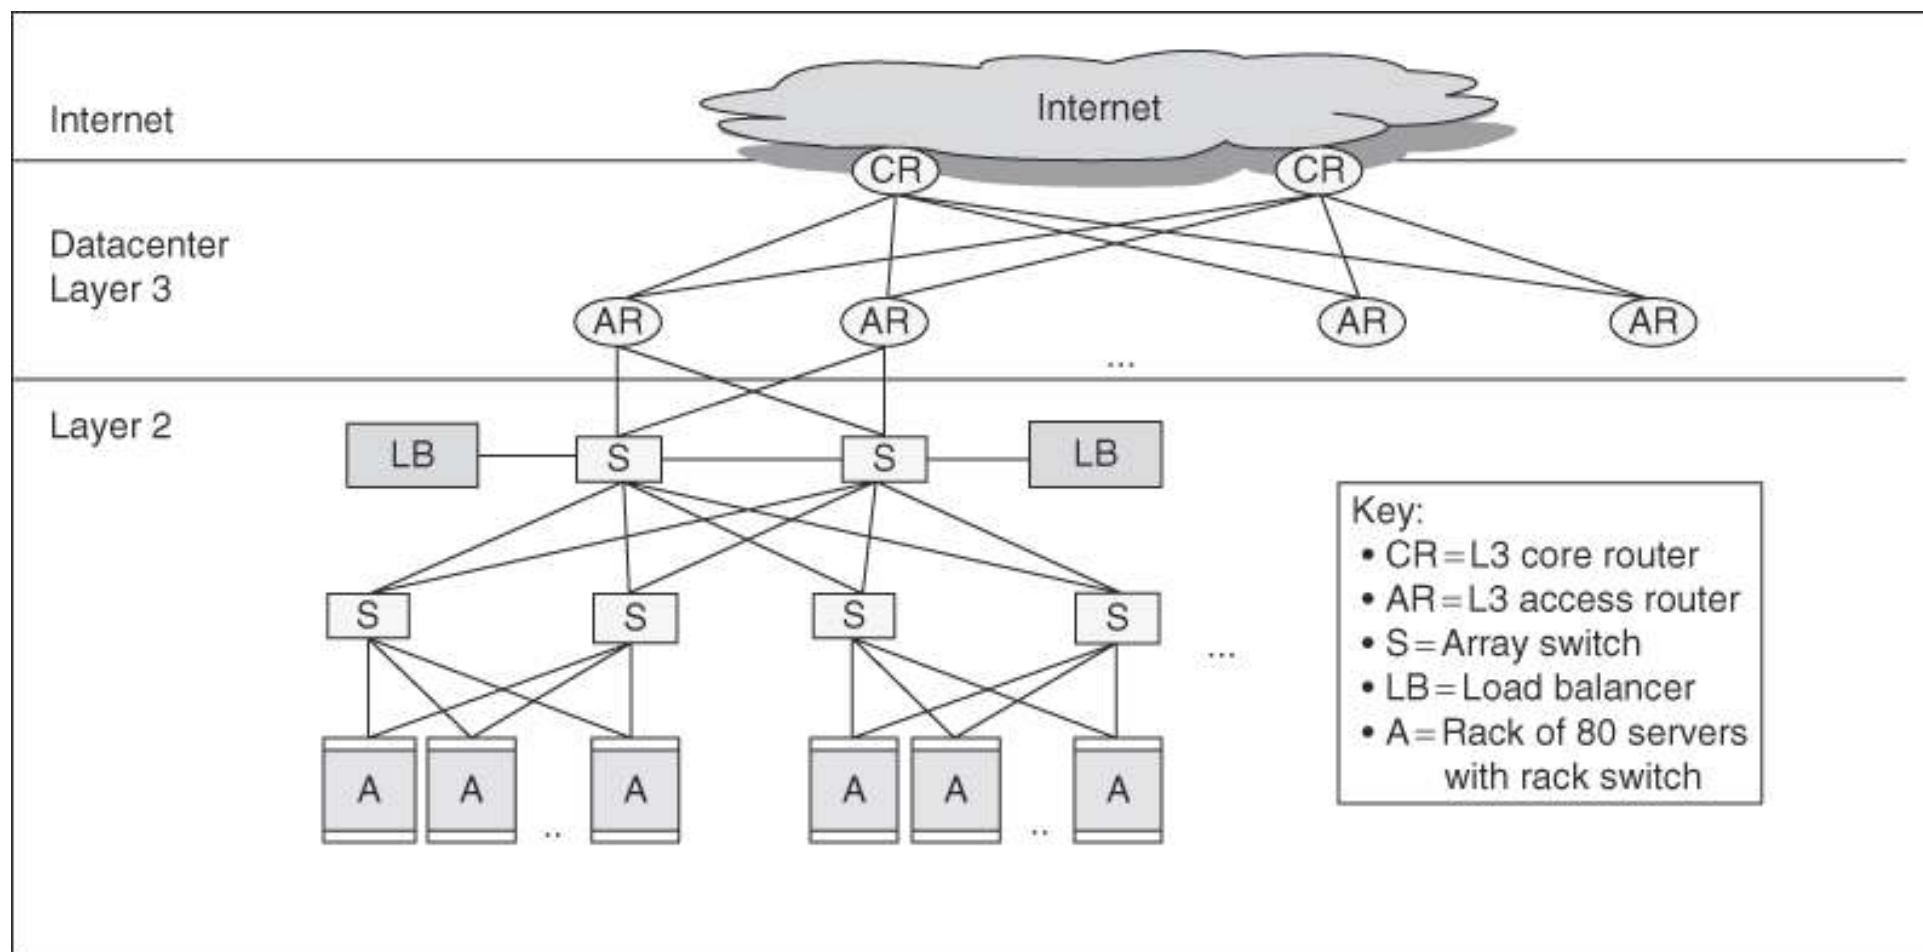 Internet
Internet
CR CR
Datacenter
Layer 3
AR AR AR AR
...
Layer 2
LB S S LB
S S S S
...
A A A A A A
.. ..
Key:
• CR=L3 core router
• AR=L3 access router
• S=Array switch
• LB=Load balancer
• A=Rack of 80 servers
with rack switch